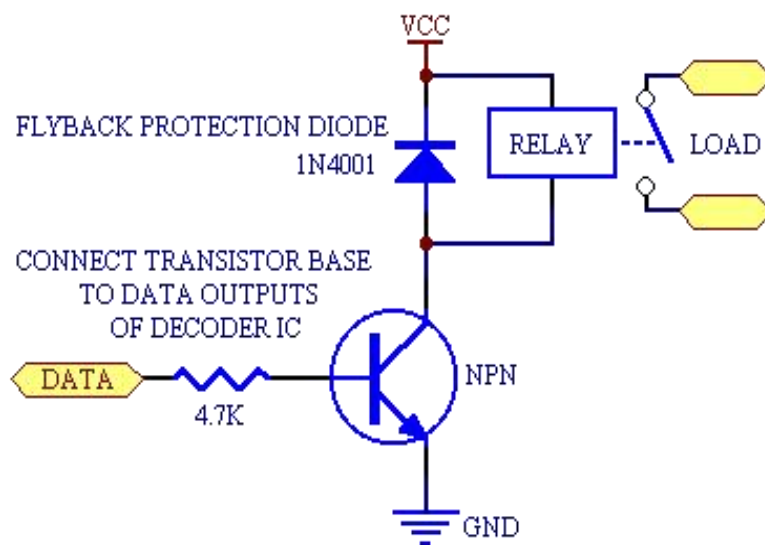 VCC
FLYBACK PROTECTION DIODE
1N4001
RELAY
LOAD
CONNECT TRANSISTOR BASE
TO DATA OUTPUTS
OF DECODER IC
DATA
4.7K
NPN
GND